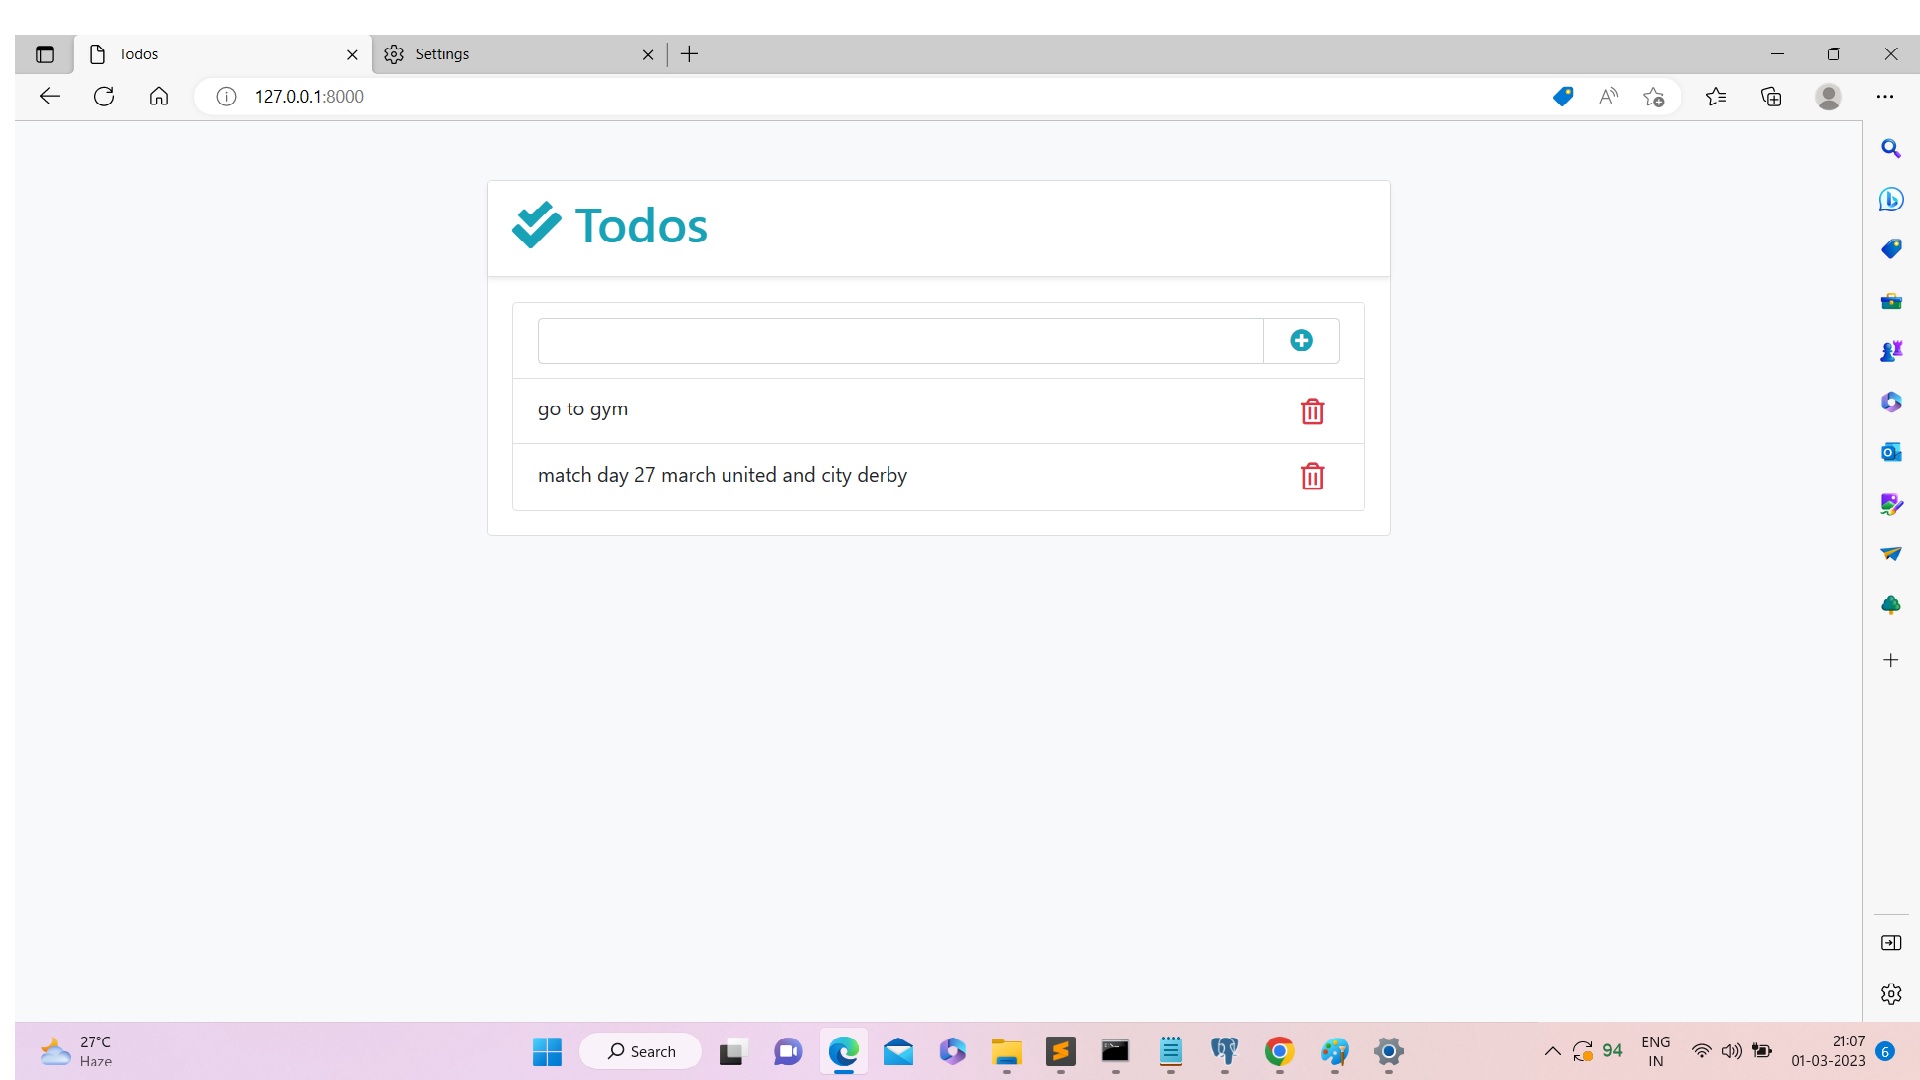 Todos
Settings
127.0.0.1:8000
Todos
go to gym
match day 27 march united and city derby
27°C
Haze
Search
94
ENG
IN
21:07
01-03-2023
6